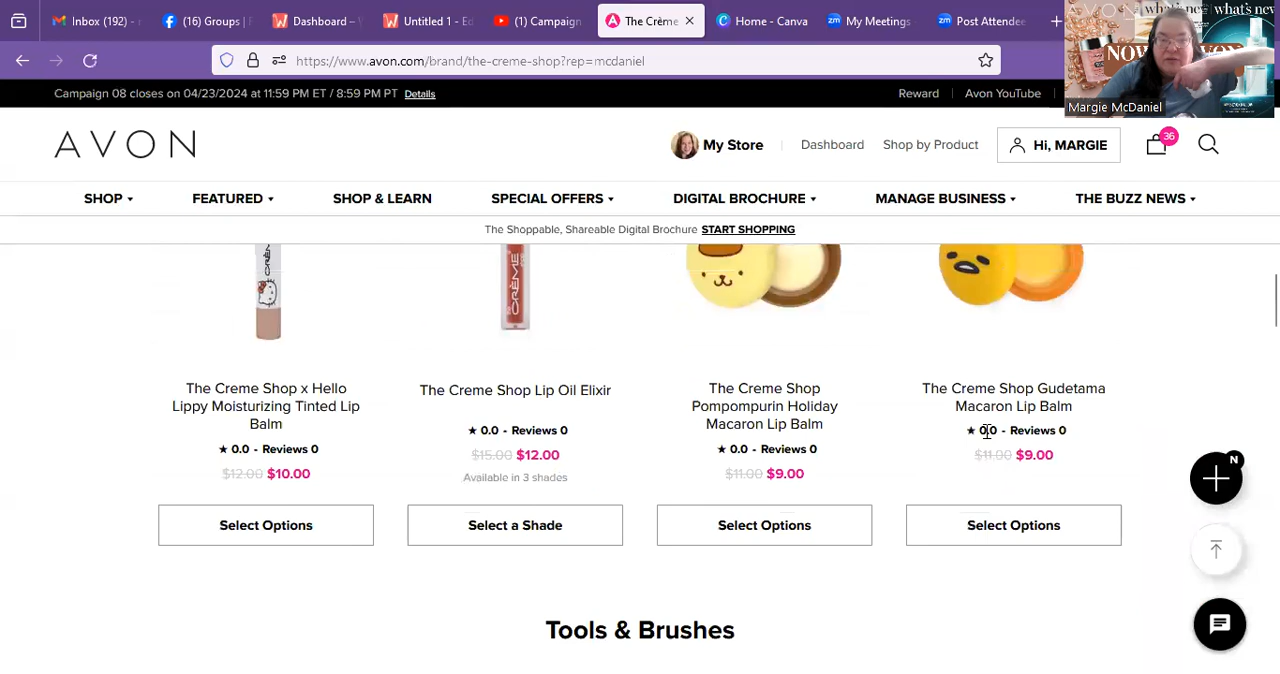 Inbox (192) -
(16) Groups |
Dashboard –
Untitled 1 - Ed
(1) Campaign
The Crème
Home - Canva
My Meetings
Post Attende
https://www.avon.com/brand/the-creme-shop?rep=mcdaniel
what's new
NOW
AVON
Margie McDaniel
Campaign 08 closes on 04/23/2024 at 11:59 PM ET / 8:59 PM PT Details
Reward
Avon YouTube
AVON
My Store
Dashboard
Shop by Product
Hi, MARGIE
36
SHOP
FEATURED
SHOP & LEARN
SPECIAL OFFERS
DIGITAL BROCHURE
MANAGE BUSINESS
THE BUZZ NEWS
The Shoppable, Shareable Digital Brochure START SHOPPING
The Creme Shop x Hello
Lippy Moisturizing Tinted Lip
Balm
★ 0.0 - Reviews 0
$12.00 $10.00
Select Options
CRÈME
The Creme Shop Lip Oil Elixir
★ 0.0 - Reviews 0
$15.00 $12.00
Available in 3 shades
Select a Shade
The Creme Shop
Pompompurin Holiday
Macaron Lip Balm
★ 0.0 - Reviews 0
$11.00 $9.00
Select Options
The Creme Shop Gudetama
Macaron Lip Balm
★ 0.0 - Reviews 0
$11.00 $9.00
Select Options
N
Tools & Brushes